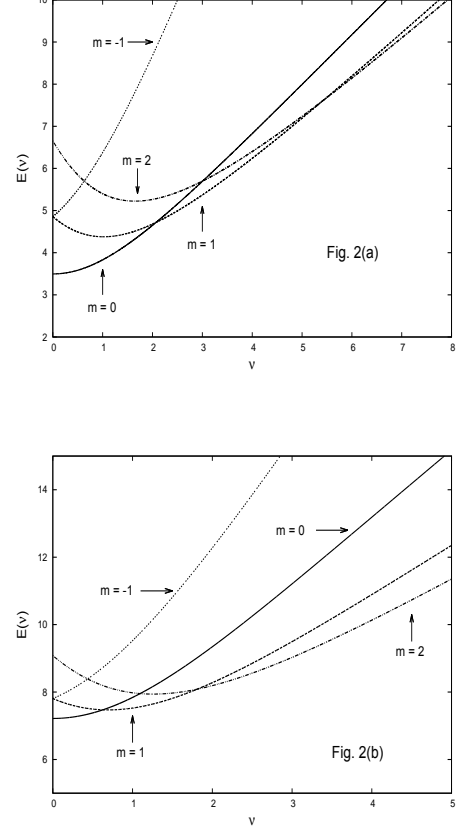 10
9
8
7
6
5
4
3
2
E(ν)
m = -1
m = 2
m = 1
m = 0
Fig. 2(a)
0 1 2 3 4 5 6 7 8
ν
14
12
10
8
6
E(ν)
m = 0
m = -1
m = 2
m = 1
Fig. 2(b)
0 1 2 3 4 5
ν